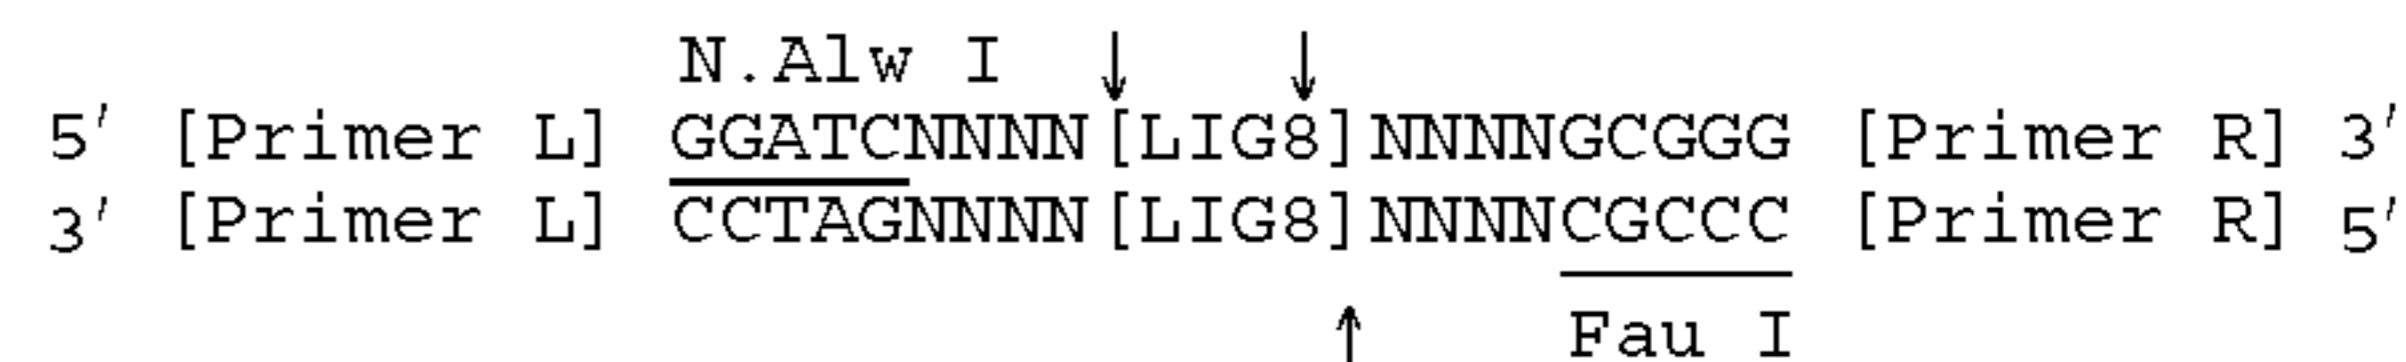 N.Alw I ↓ ↓
5′ [Primer L] GGATCNNNN[LIG8]NNNNGCGGG [Primer R] 3′
3′ [Primer L] CCTAGNNNN[LIG8]NNNNCGCCC [Primer R] 5′
↑ Fau I